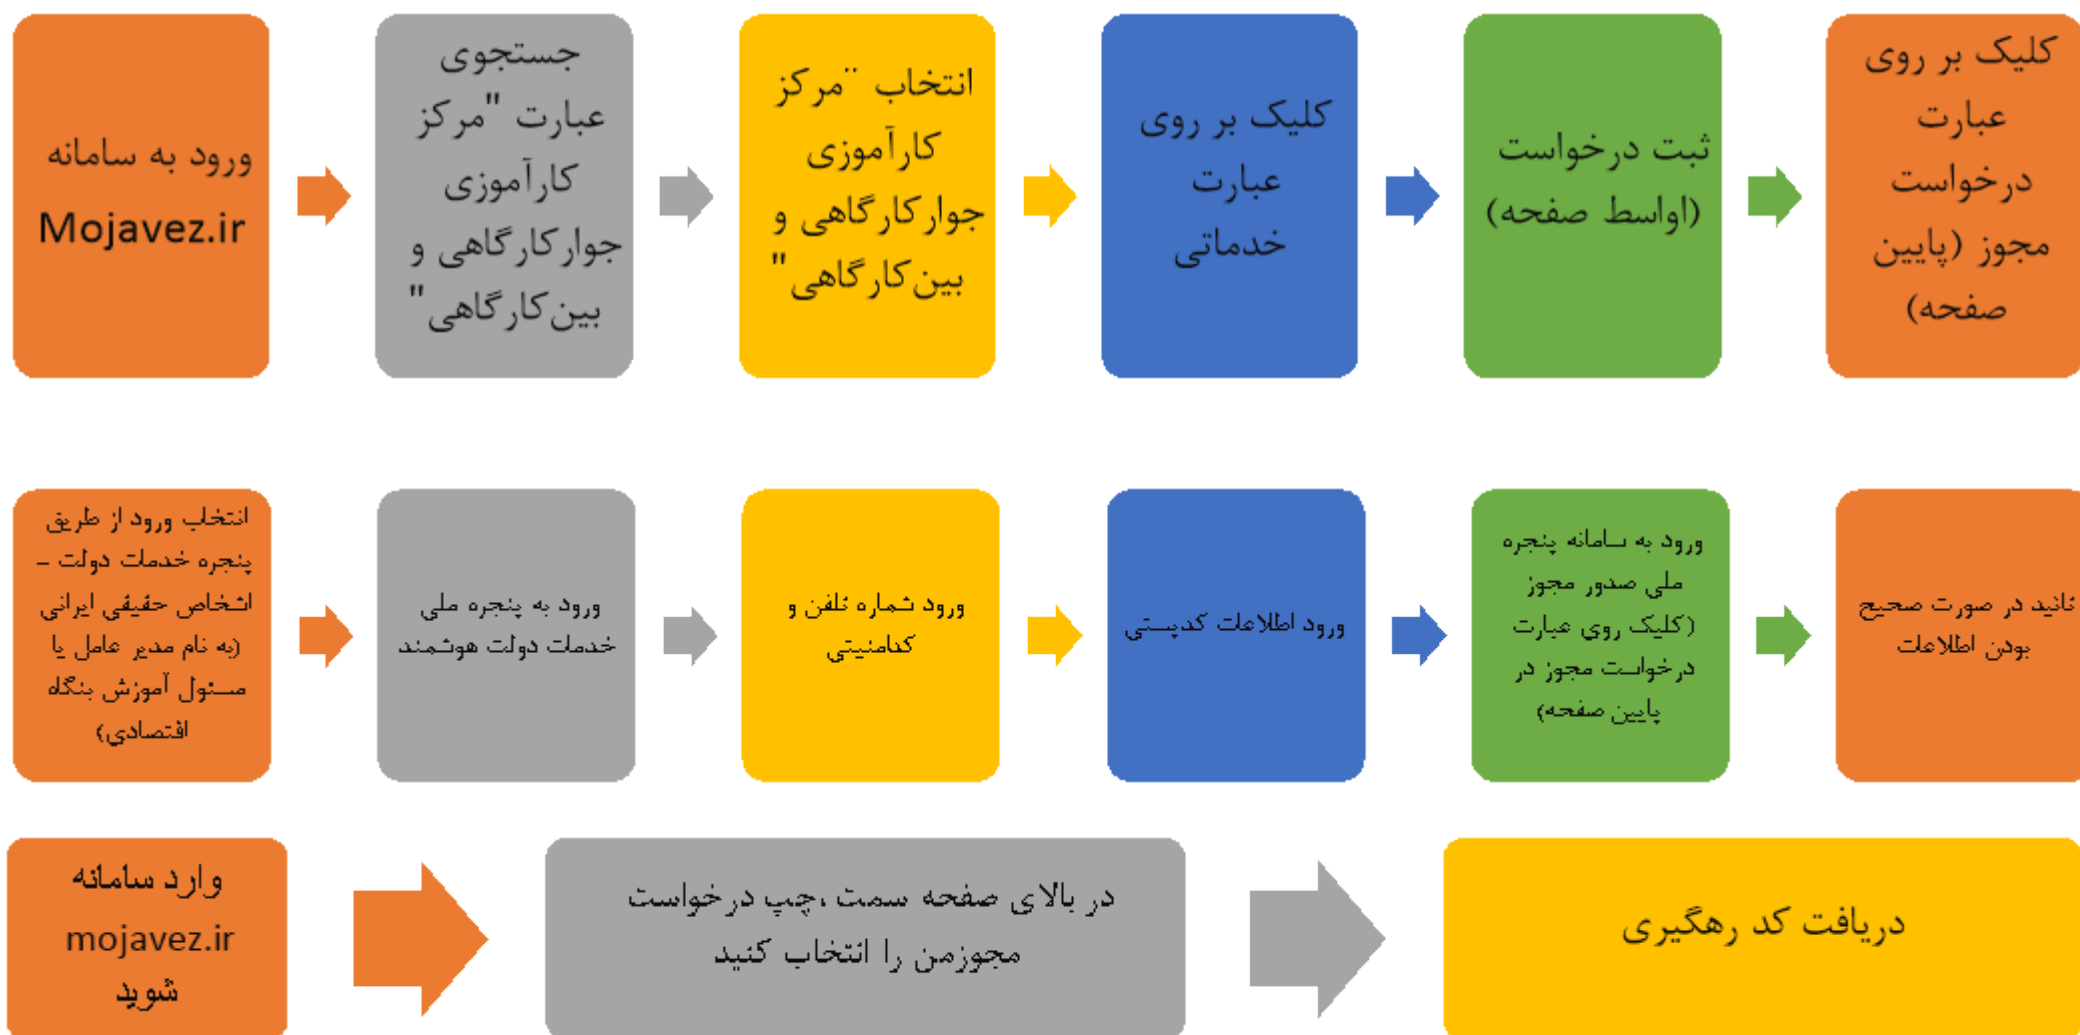 ورود به سامانه
Mojavez.ir
جستجوی
عبارت "مرکز
کارآموزی
جوارکارگاهی و
بین‌کارگاهی"
انتخاب "مرکز
کارآموزی
جوارکارگاهی و
بین‌کارگاهی"
کلیک بر روی
عبارت
خدماتی
ثبت درخواست
(اواسط صفحه)
کلیک بر روی
عبارت
درخواست
مجوز (پایین
صفحه)
انتخاب ورود از طریق
پنجره خدمات دولت –
اشخاص حقیقی ایرانی
(به نام مدیر عامل یا
مسئول آموزش بنگاه
اقتصادی)
ورود به پنجره ملی
خدمات دولت هوشمند
ورود شماره تلفن و
کدامنیتی
ورود اطلاعات کدپستی
ورود به سامانه پنجره
ملی صدور مجوز
(کلیک روی عبارت
درخواست مجوز در
پایین صفحه)
تائید در صورت صحیح
بودن اطلاعات
وارد سامانه
mojavez.ir
شوید
در بالای صفحه سمت ،چپ درخواست
مجوزمن را انتخاب کنید
دریافت کد رهگیری